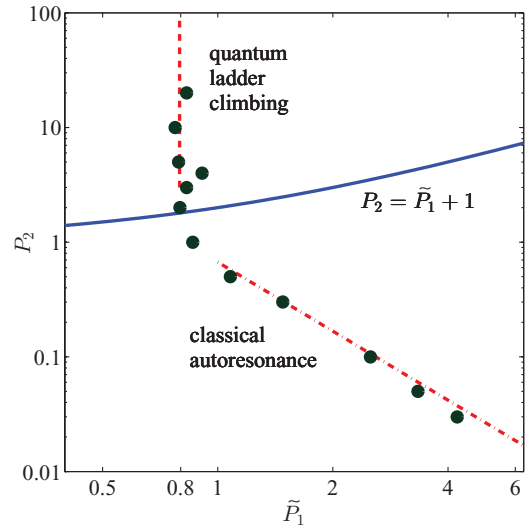 100
10
1
0.1
0.01
P₂
quantum
ladder
climbing
P₂ = P̃₁ + 1
classical
autoresonance
0.5 0.8 1 2 4 6
P̃₁